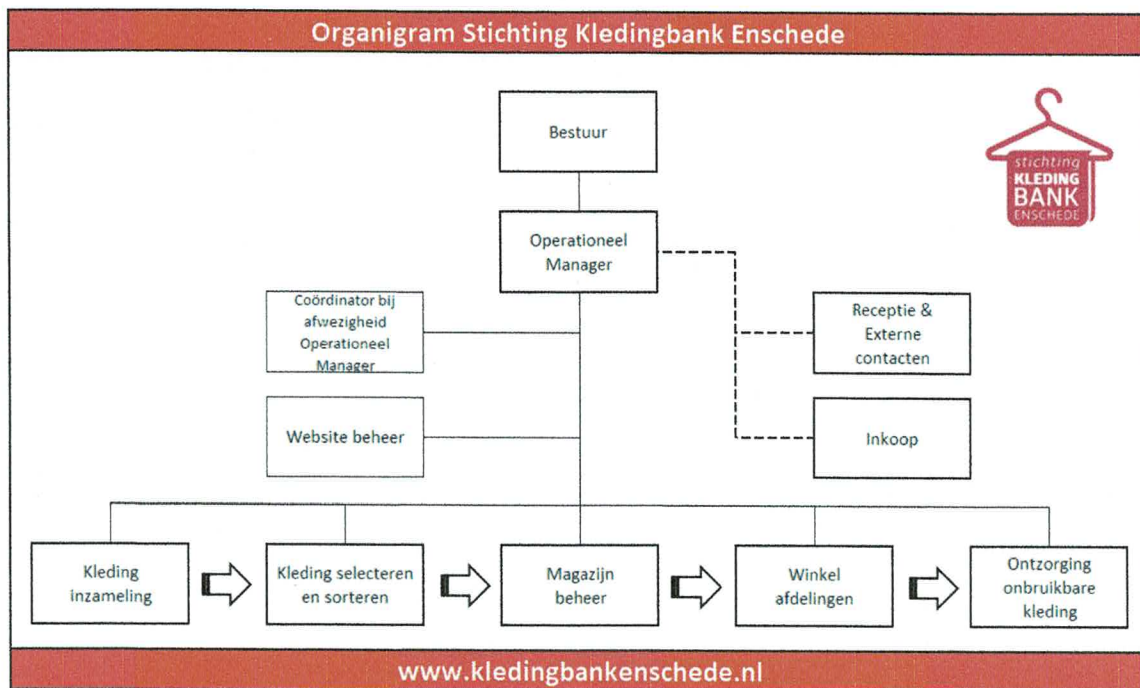 Organigram Stichting Kledingbank Enschede
Bestuur
stichting
KLEDING
BANK
ENSCHEDE
Operationeel
Manager
Coördinator bij
afwezigheid
Operationeel
Manager
Receptie &
Externe
contacten
Website beheer
Inkoop
Kleding
inzameling
Kleding selecteren
en sorteren
Magazijn
beheer
Winkel
afdelingen
Ontzorging
onbruikbare
kleding
www.kledingbankenschede.nl